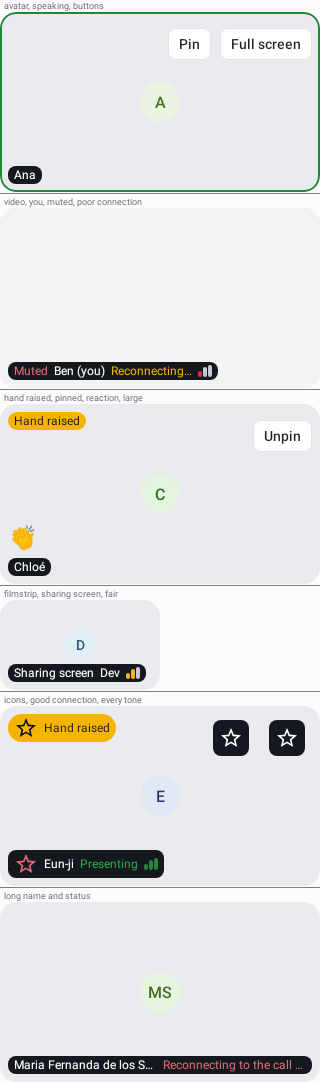 avatar, speaking, buttons
Pin Full screen
A
Ana
video, you, muted, poor connection
Muted Ben (you) Reconnecting...
hand raised, pinned, reaction, large
Hand raised
Unpin
C
Chloé
filmstrip, sharing screen, fair
D
Sharing screen Dev
icons, good connection, every tone
Hand raised
E
Eun-ji Presenting
long name and status
MS
Maria Fernanda de los S... Reconnecting to the call ...